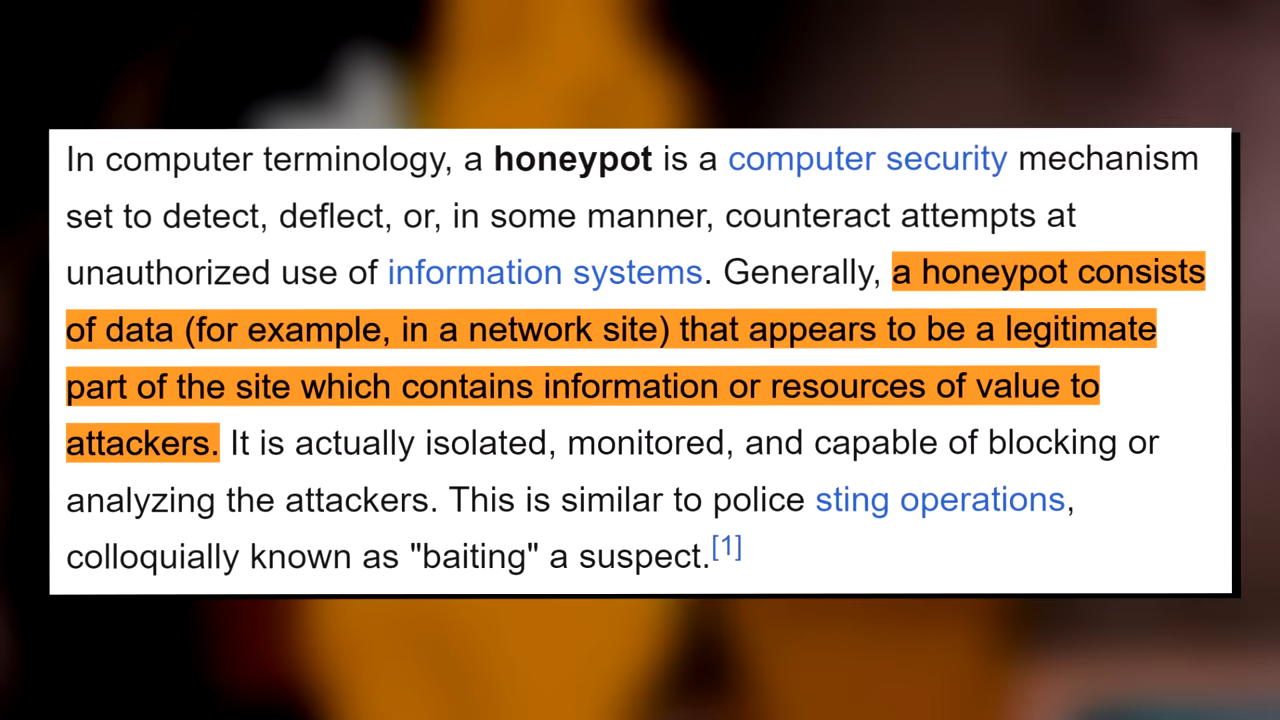 In computer terminology, a honeypot is a computer security mechanism
set to detect, deflect, or, in some manner, counteract attempts at
unauthorized use of information systems. Generally, a honeypot consists
of data (for example, in a network site) that appears to be a legitimate
part of the site which contains information or resources of value to
attackers. It is actually isolated, monitored, and capable of blocking or
analyzing the attackers. This is similar to police sting operations,
colloquially known as "baiting" a suspect.[1]